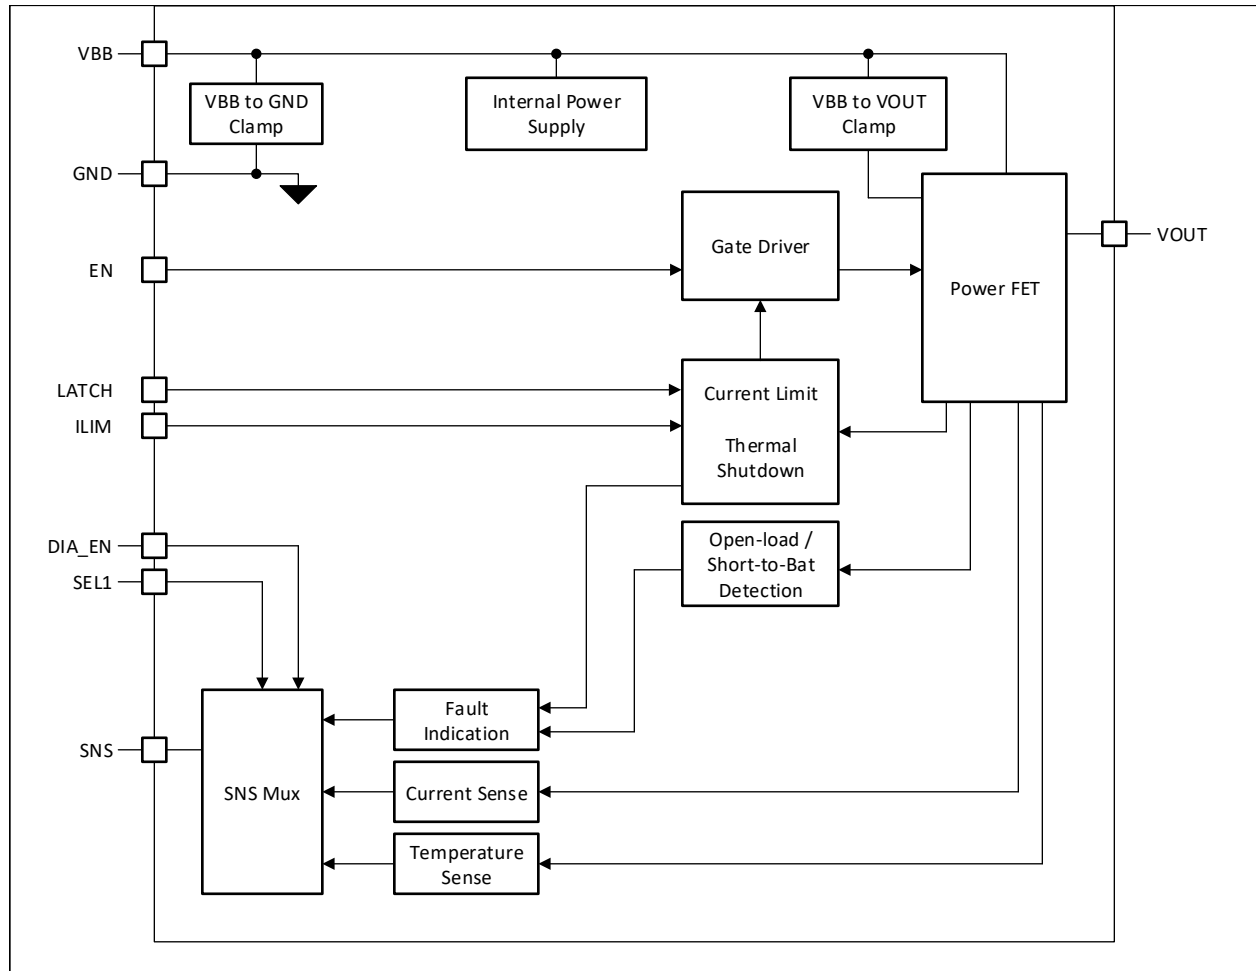 VBB
VBB to GND
Clamp
Internal Power
Supply
VBB to VOUT
Clamp
GND
Gate Driver
VOUT
EN
Power FET
LATCH
ILIM
Current Limit
Thermal
Shutdown
DIA_EN
SEL1
Open-load /
Short-to-Bat
Detection
Fault
Indication
SNS
SNS Mux
Current Sense
Temperature
Sense